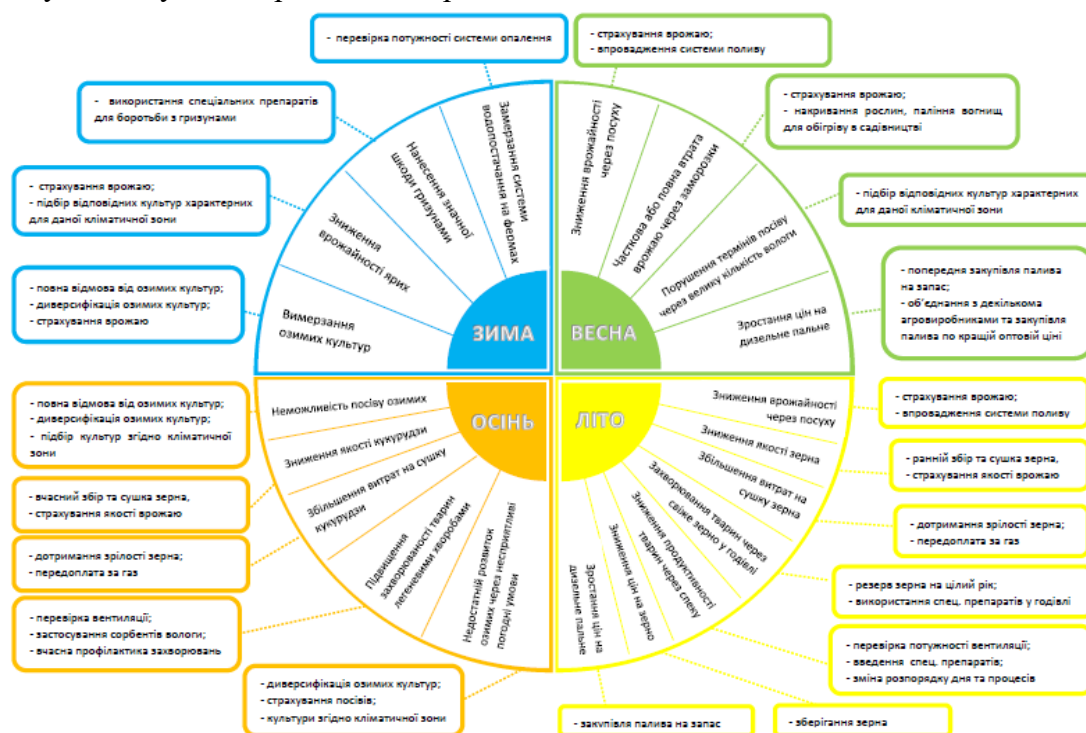 - перевірка потужності системи опалення
- страхування врожаю;
- впровадження системи поливу
- використання спеціальних препаратів
для боротьби з гризунами
- страхування врожаю;
- накривання рослин, паління вогнищ
для обігріву в садівництві
- страхування врожаю;
- підбір відповідних культур характерних
для даної кліматичної зони
- підбір відповідних культур характерних
для даної кліматичної зони
- повна відмова від озимих культур;
- диверсифікація озимих культур;
- страхування врожаю
- попередня закупівля палива
на запас;
- об'єднання з декількома
агровиробниками та закупівля
палива по кращій оптовій ціні
Замерзання системи
водопостачання на фермах
Нанесення значної
шкоди ризунами
Зниження
врожайності ярих
Вимерзання
озимих культур
ЗИМА
Зниження врожайності
через посуху
Часткова або повна втрата
врожаю через заморозки
Порушення термінів посіву
через велику кількість вологи
Зростання цін на
дизельне пальне
ВЕСНА
Неможливість посіву озимих
Зниження якості кукурудзи
Збільшення витрат на сушку
кукурудзи
Підвищення
захворюваності тварин
легеневими хворобами
Недостатній розвиток
озимих через несприятливі
погодні умови
ОСІНЬ
ЛІТО
Зниження врожайності
через посуху
Зниження якості зерна
Збільшення витрат на
сушку зерна
Захворювання тварин через
свіже зерно у годівлі
Зниження продуктивності
тварин через спеку
Зниження цін на зерно
Зростання цін на
дизельне пальне
- повна відмова від озимих культур;
- диверсифікація озимих культур;
- підбір культур згідно кліматичної
зони
- вчасний збір та сушка зерна,
- страхування якості врожаю
- дотримання зрілості зерна;
- передоплата за газ
- перевірка вентиляції;
- застосування сорбентів вологи;
- вчасна профілактика захворювань
- диверсифікація озимих культур;
- страхування посівів;
- культури згідно кліматичної зони
- страхування врожаю;
- впровадження системи поливу
- ранній збір та сушка зерна,
- страхування якості врожаю
- дотримання зрілості зерна;
- передоплата за газ
- резерв зерна на цілий рік;
- використання спец. препаратів у годівлі
- перевірка потужності вентиляції;
- введення спец. препаратів;
- зміна розпорядку дня та процесів
- закупівля палива на запас
- зберігання зерна